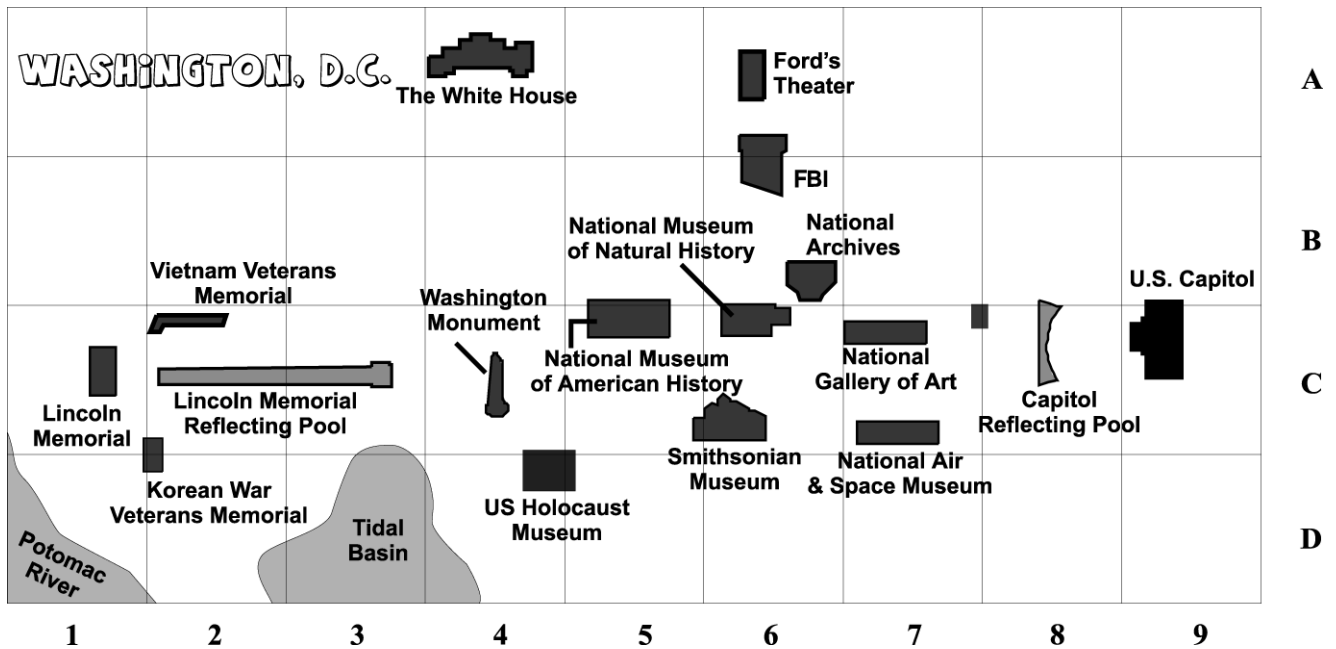 WASHiNGTON, D.C.
The White House
Ford's
Theater
A
FBI
National Museum
of Natural History
National
Archives
B
Vietnam Veterans
Memorial
Washington
Monument
U.S. Capitol
National Museum
of American History
National
Gallery of Art
Lincoln
Memorial
Lincoln Memorial
Reflecting Pool
Capitol
Reflecting Pool
C
Smithsonian
Museum
National Air
& Space Museum
Korean War
Veterans Memorial
US Holocaust
Museum
Tidal
Basin
Potomac
River
D
1 2 3 4 5 6 7 8 9